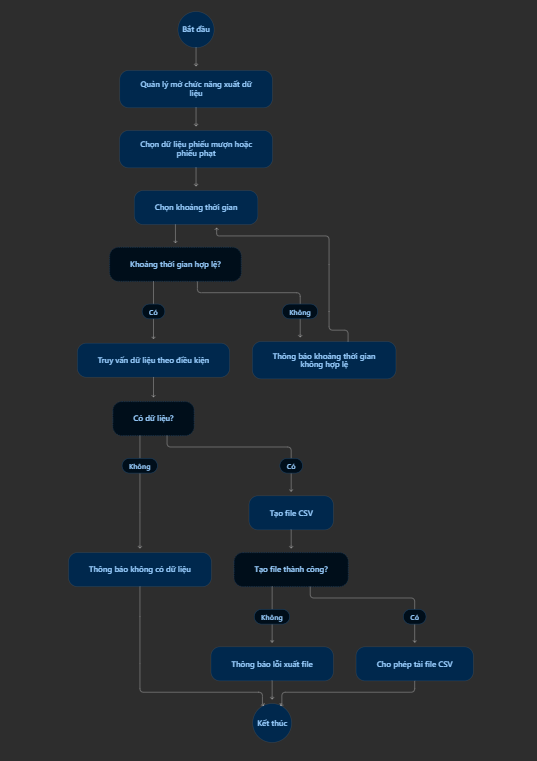 Bắt đầu
Quản lý mở chức năng xuất dữ
liệu
Chọn dữ liệu phiếu mượn hoặc
phiếu phạt
Chọn khoảng thời gian
Khoảng thời gian hợp lệ?
Có
Không
Truy vấn dữ liệu theo điều kiện
Thông báo khoảng thời gian
không hợp lệ
Có dữ liệu?
Không
Có
Tạo file CSV
Thông báo không có dữ liệu
Tạo file thành công?
Không
Có
Thông báo lỗi xuất file
Cho phép tải file CSV
Kết thúc